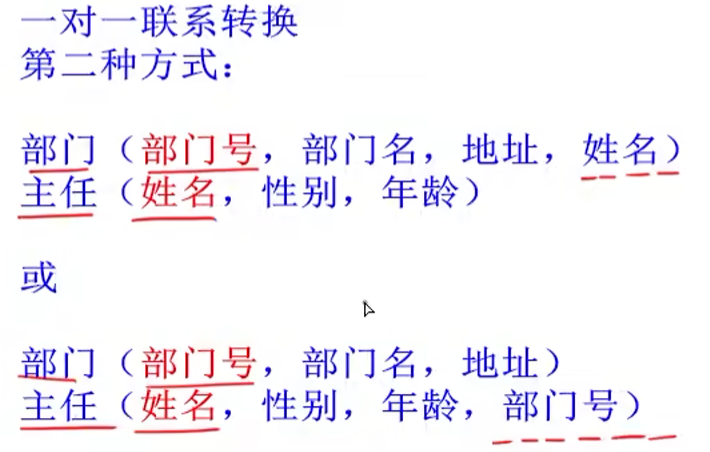 一对一联系转换
第二种方式：
部门（部门号，部门名，地址，姓名）
主任（姓名，性别，年龄）
或
部门（部门号，部门名，地址）
主任（姓名，性别，年龄，部门号）